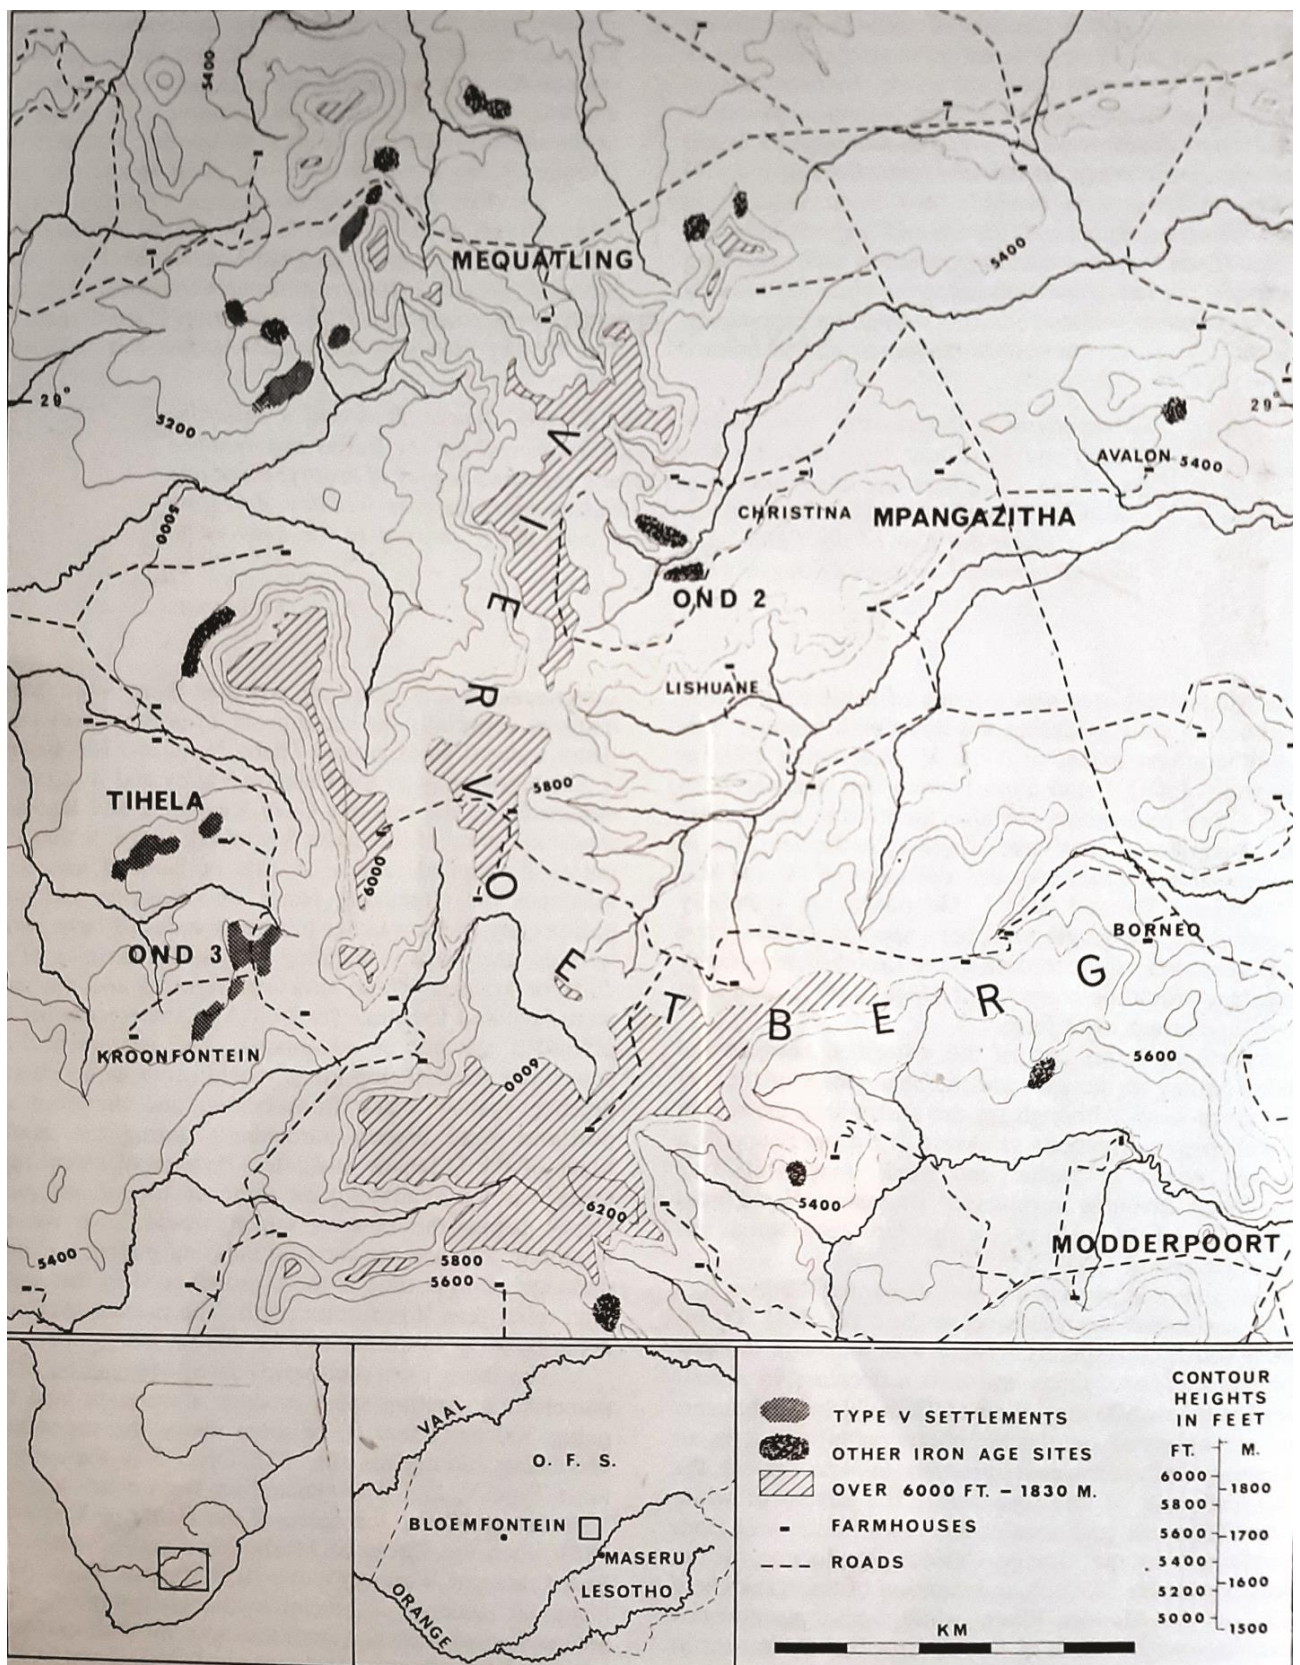 5400
MEQUATLING
5400
29°
29°
5200
V
I
E
R
V
O
E
T
B
E
R
G
AVALON
5400
5000
CHRISTINA
MPANGAZITHA
OND 2
LISHUANE
5800
TIHELA
6000
OND 3
BORNEO
KROONFONTEIN
5600
6000
5400
6200
MODDERPOORT
5400
5800
5600
VAAL
O. F. S.
BLOEMFONTEIN
MASERU
LESOTHO
ORANGE
TYPE V SETTLEMENTS
OTHER IRON AGE SITES
OVER 6000 FT. – 1830 M.
FARMHOUSES
ROADS
KM
CONTOUR
HEIGHTS
IN FEET
FT. M.
6000
1800
5800
5600
1700
5400
1600
5200
5000
1500